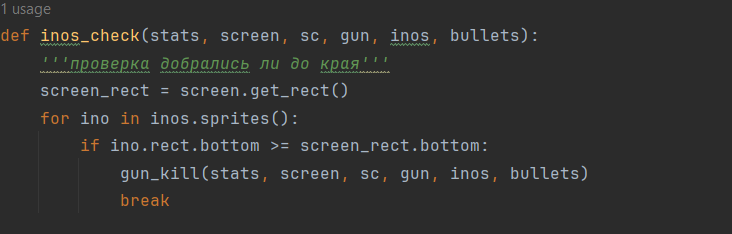 1 usage
def inos_check(stats, screen, sc, gun, inos, bullets):
    '''проверка добрались ли до края'''
    screen_rect = screen.get_rect()
    for ino in inos.sprites():
        if ino.rect.bottom >= screen_rect.bottom:
            gun_kill(stats, screen, sc, gun, inos, bullets)
            break